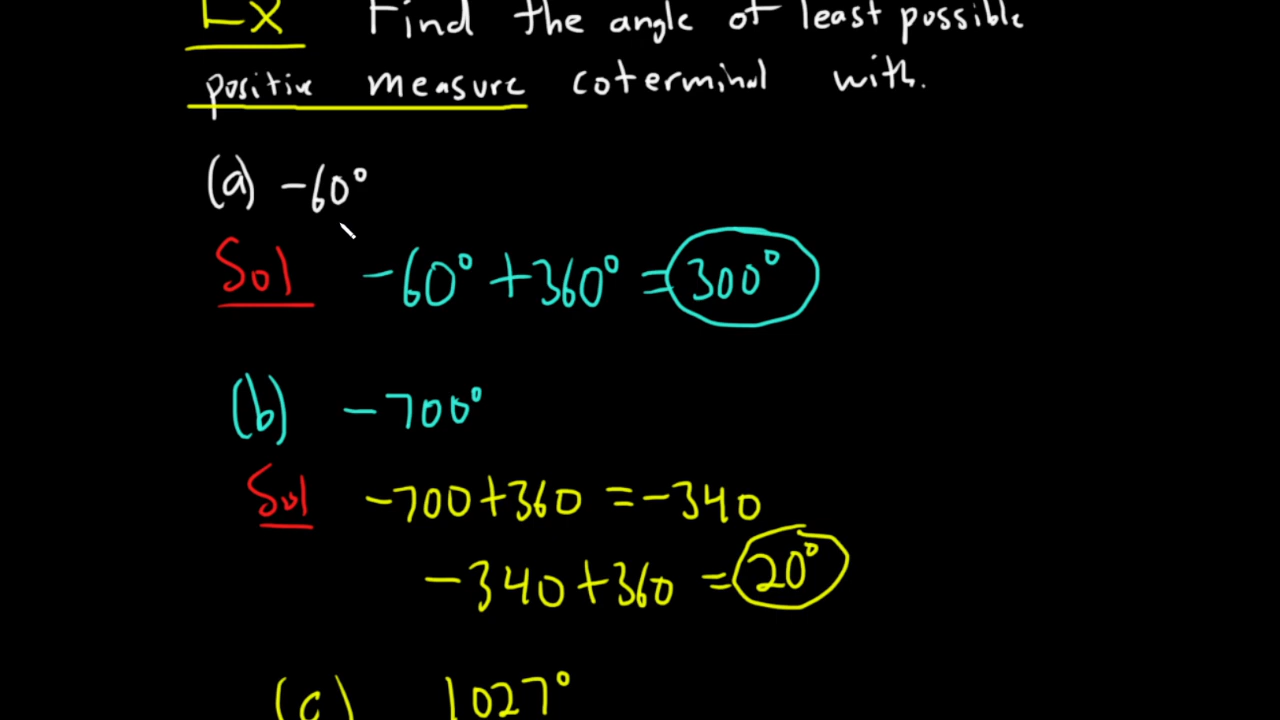 Ex Find the angle of least possible
positive measure coterminal with.
(a) -60°
Sol -60° +360° = 300°
(b) -700°
Sol -700+360 = -340
-340+360 = 20°
(c) 1027°